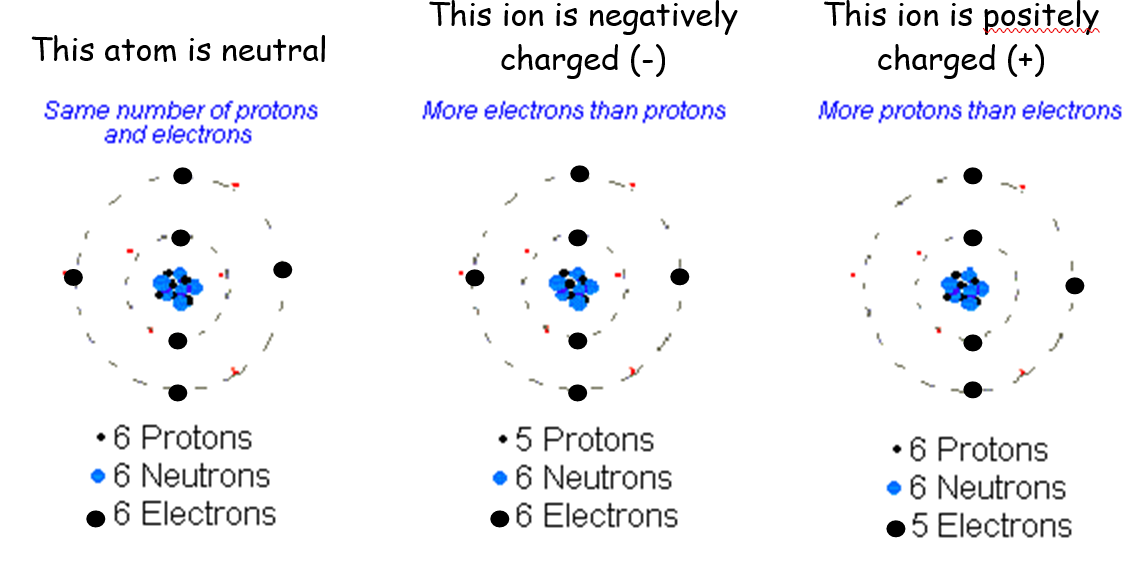 This atom is neutral
Same number of protons
and electrons
6 Protons
6 Neutrons
6 Electrons
This ion is negatively
charged (-)
More electrons than protons
5 Protons
6 Neutrons
6 Electrons
This ion is positely
charged (+)
More protons than electrons
6 Protons
6 Neutrons
5 Electrons